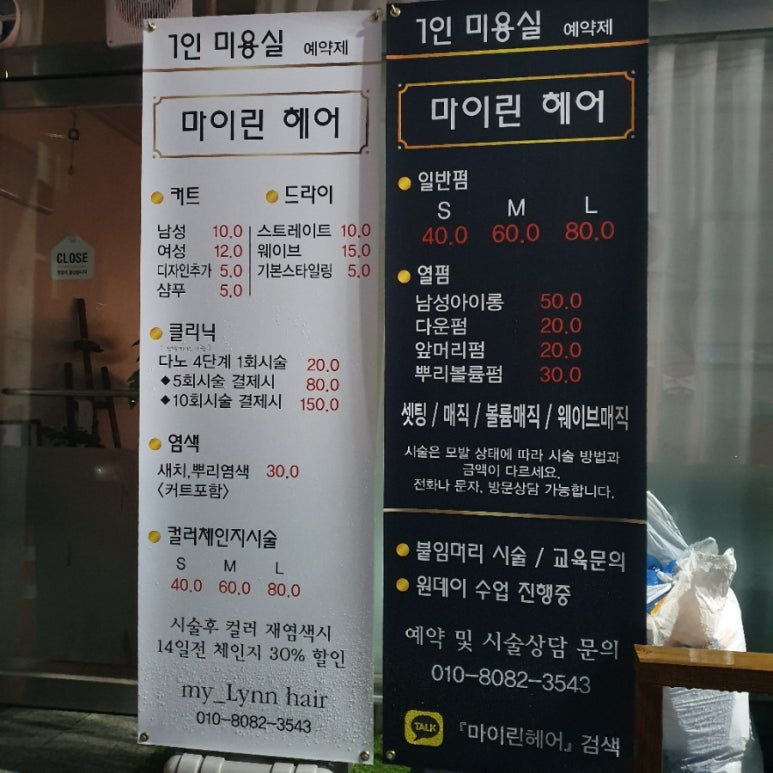 1인 미용실 예약제
마이린 헤어
커트
남성 10.0
여성 12.0
디자인추가 5.0
샴푸 5.0
드라이
스트레이트 10.0
웨이브 15.0
기본스타일링 5.0
클리닉
다노 4단계 1회시술 20.0
◆5회시술 결제시 80.0
◆10회시술 결제시 150.0
염색
새치,뿌리염색 30.0
<커트포함>
컬러체인지시술
S M L
40.0 60.0 80.0
시술후 컬러 재염색시
14일전 체인지 30% 할인
my_Lynn hair
010-8082-3543
1인 미용실 예약제
마이린 헤어
일반펌
S M L
40.0 60.0 80.0
열펌
남성아이롱 50.0
다운펌 20.0
앞머리펌 20.0
뿌리볼륨펌 30.0
셋팅 / 매직 / 볼륨매직 / 웨이브매직
시술은 모발 상태에 따라 시술 방법과
금액이 다르세요.
전화나 문자, 방문상담 가능합니다.
붙임머리 시술 / 교육문의
원데이 수업 진행중
예약 및 시술상담 문의
010-8082-3543
TALK 『마이린헤어』 검색
CLOSE